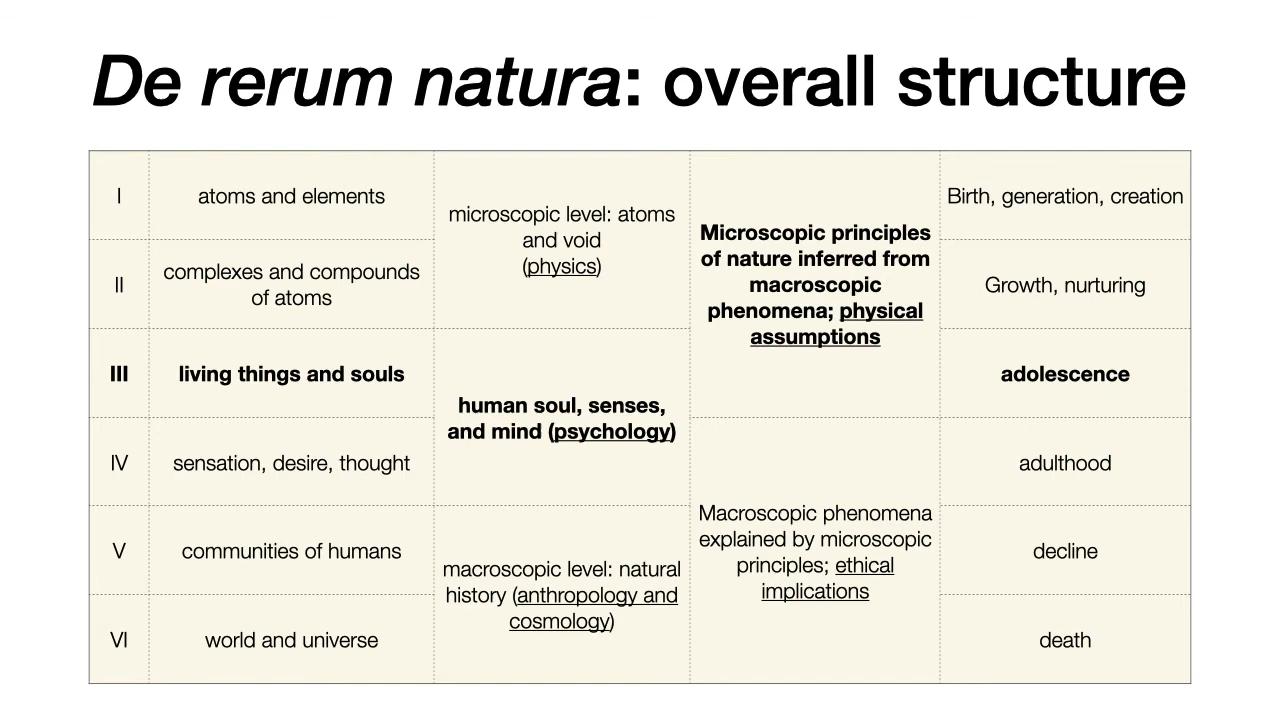 De rerum natura: overall structure
I
atoms and elements
microscopic level: atoms
and void
(physics)
Microscopic principles
of nature inferred from
macroscopic
phenomena; physical
assumptions
Birth, generation, creation
II
complexes and compounds
of atoms
Growth, nurturing
III
living things and souls
human soul, senses,
and mind (psychology)
adolescence
IV
sensation, desire, thought
Macroscopic phenomena
explained by microscopic
principles; ethical
implications
adulthood
V
communities of humans
macroscopic level: natural
history (anthropology and
cosmology)
decline
VI
world and universe
death